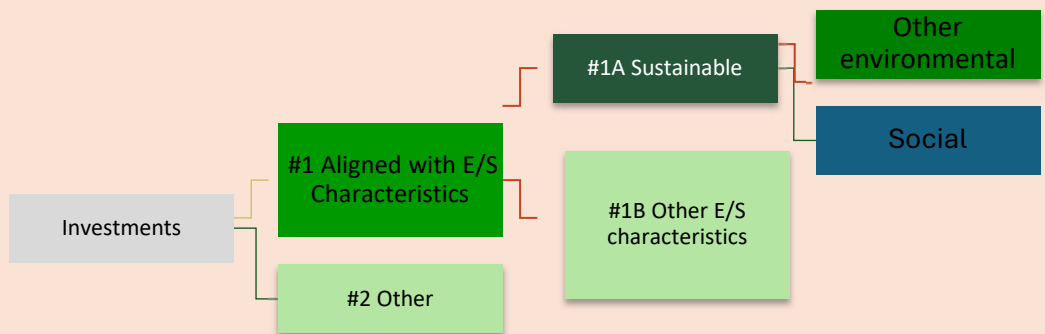 Other
environmental
#1A Sustainable
Social
#1 Aligned with E/S
Characteristics
#1B Other E/S
characteristics
Investments
#2 Other